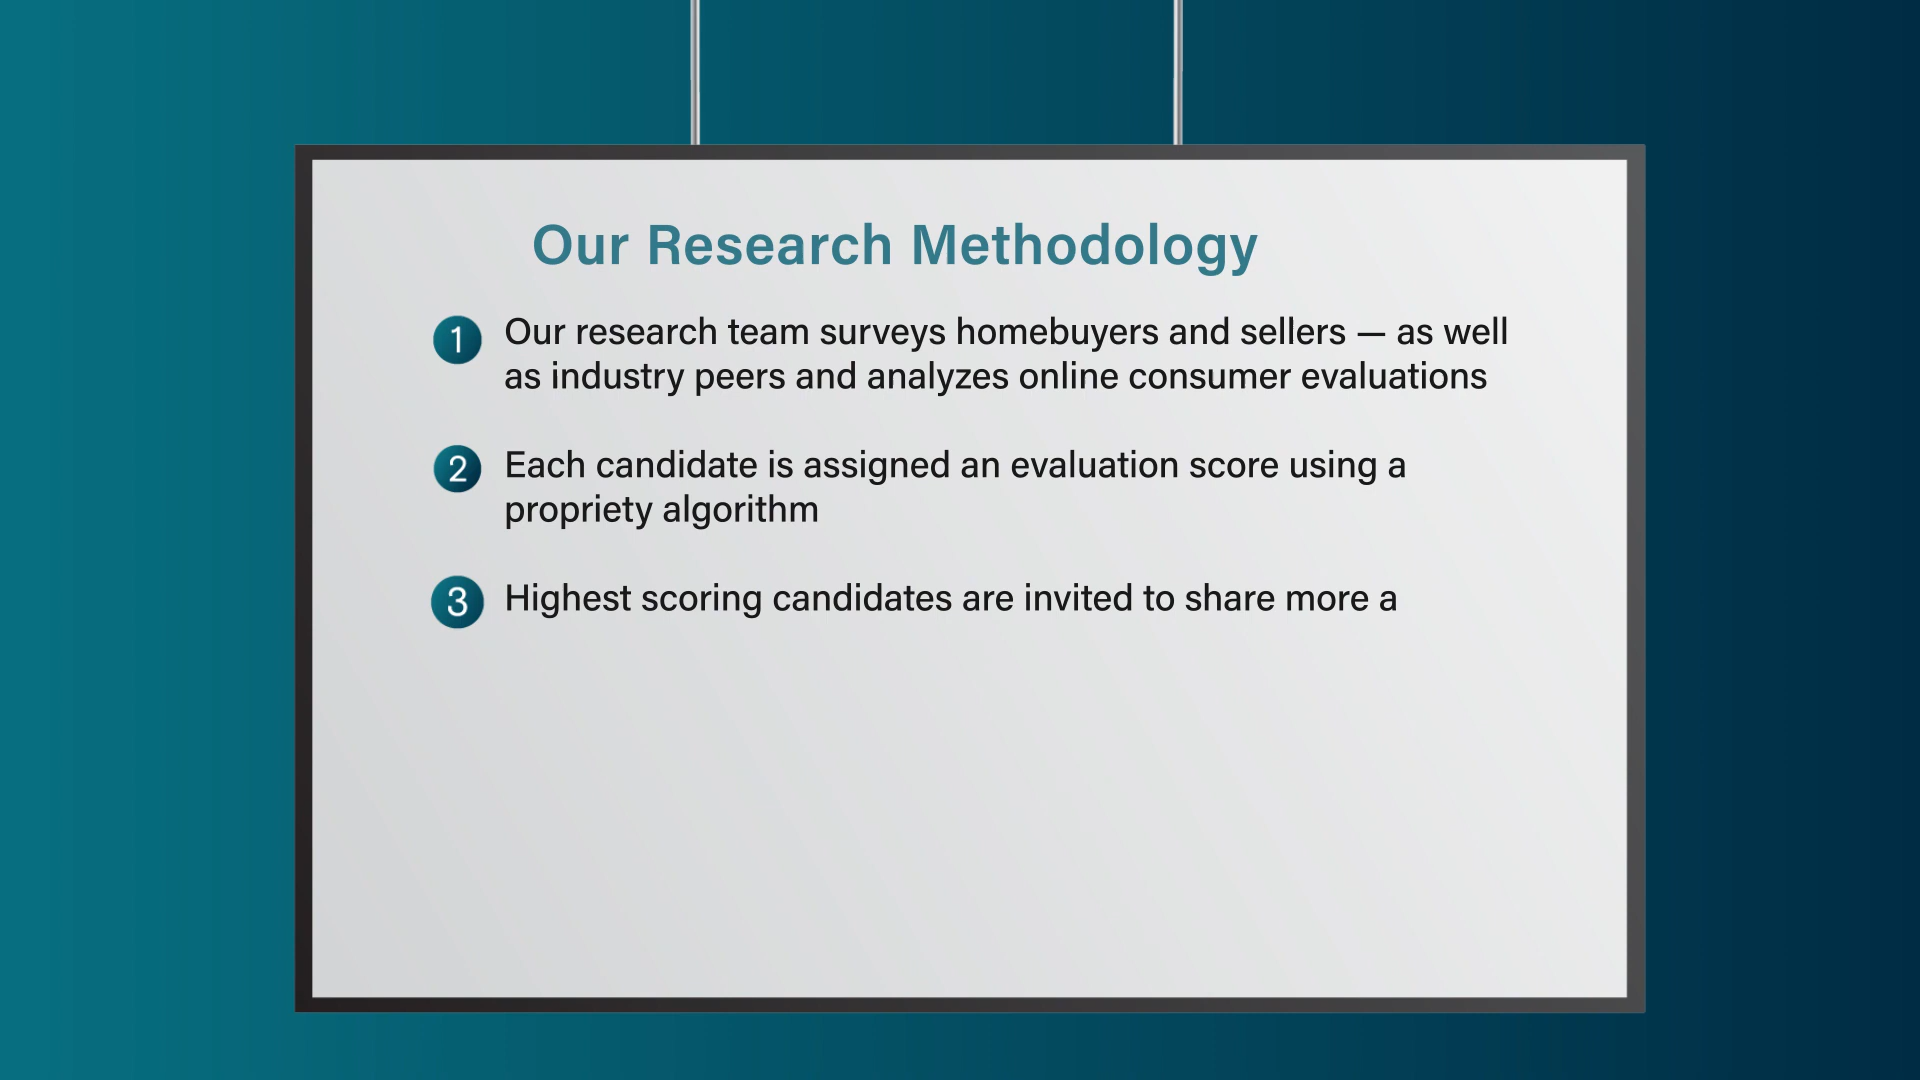 Our Research Methodology
1 Our research team surveys homebuyers and sellers — as well
as industry peers and analyzes online consumer evaluations
2 Each candidate is assigned an evaluation score using a
propriety algorithm
3 Highest scoring candidates are invited to share more a